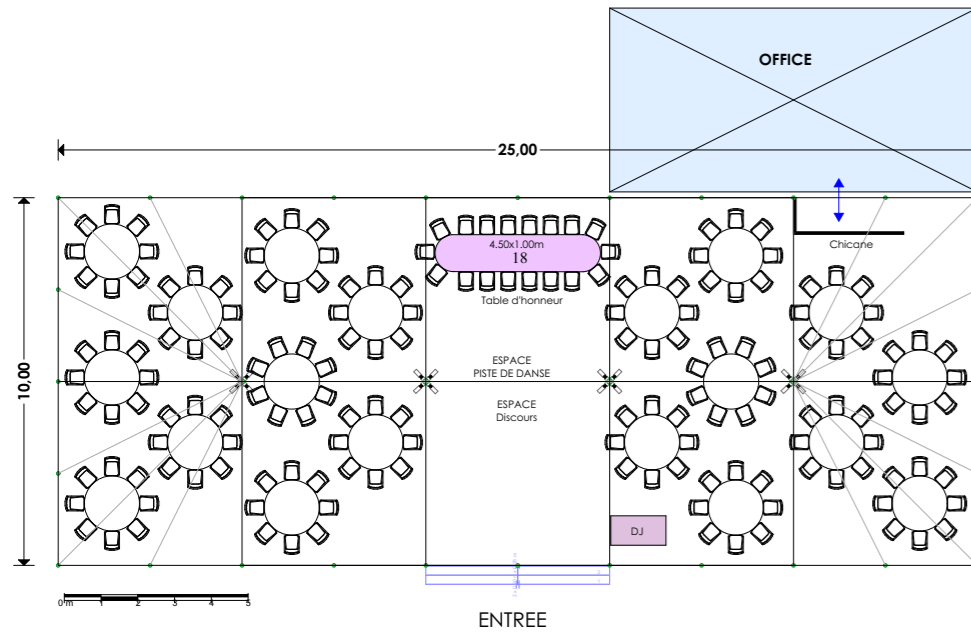 OFFICE
25,00
10,00
4.50x1.00m
18
Table d'honneur
Chicane
ESPACE
PISTE DE DANSE
ESPACE
Discours
DJ
0 m 1 2 3 4 5
ENTREE